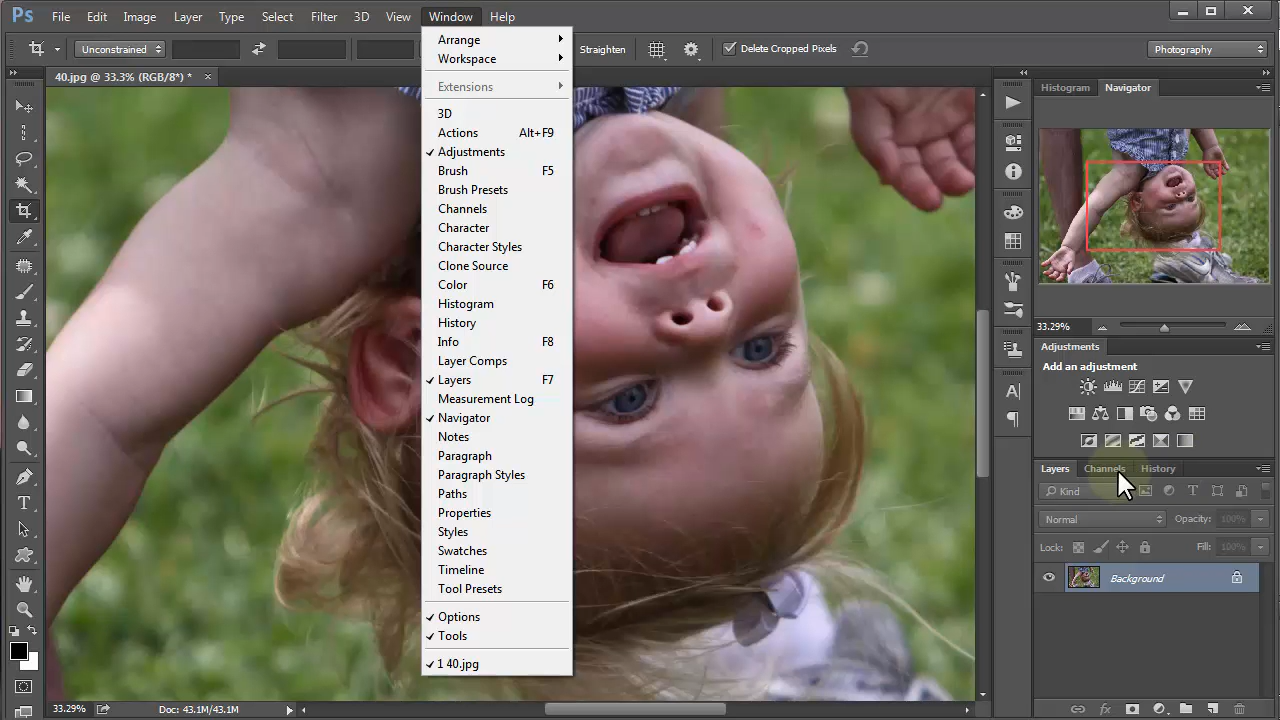 Ps File Edit Image Layer Type Select Filter 3D View Window Help
Unconstrained Straighten Delete Cropped Pixels Photography
40.jpg @ 33.3% (RGB/8*) * ×
Arrange
Workspace
Extensions
3D
Actions Alt+F9
Adjustments
Brush F5
Brush Presets
Channels
Character
Character Styles
Clone Source
Color F6
Histogram
History
Info F8
Layer Comps
Layers F7
Measurement Log
Navigator
Notes
Paragraph
Paragraph Styles
Paths
Properties
Styles
Swatches
Timeline
Tool Presets
Options
Tools
1 40.jpg
Histogram Navigator
33.29%
Adjustments
Add an adjustment
Layers Channels History
Kind
Normal Opacity: 100%
Lock: Fill: 100%
Background
33.29% Doc: 43.1M/43.1M